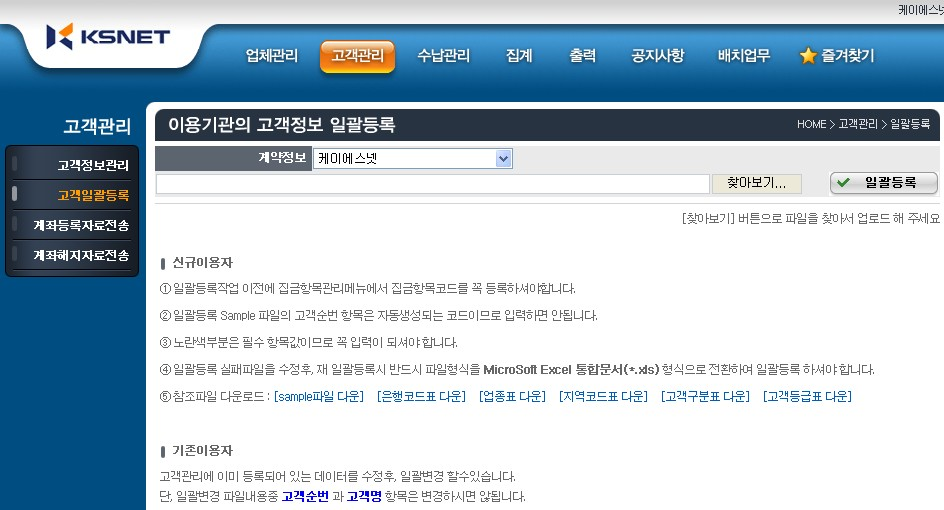 케이에스넷
KSNET
업체관리 고객관리 수납관리 집계 출력 공지사항 배치업무 즐겨찾기
고객관리
고객정보관리
고객일괄등록
계좌등록자료전송
계좌해지자료전송
이용기관의 고객정보 일괄등록
HOME > 고객관리 > 일괄등록
계약정보 케이에스넷
찾아보기... 일괄등록
[찾아보기] 버튼으로 파일을 찾아서 업로드 해 주세요
신규이용자
① 일괄등록작업 이전에 집금항목관리메뉴에서 집금항목코드를 꼭 등록하셔야합니다.
② 일괄등록 Sample 파일의 고객순번 항목은 자동생성되는 코드이므로 입력하면 안됩니다.
③ 노란색부분은 필수 항목값이므로 꼭 입력이 되셔야 합니다.
④ 일괄등록 실패파일을 수정후, 재 일괄등록시 반드시 파일형식을 MicroSoft Excel 통합문서(*.xls) 형식으로 전환하여 일괄등록 하셔야 합니다.
⑤ 참조파일 다운로드 : [sample파일 다운] [은행코드표 다운] [업종표 다운] [지역코드표 다운] [고객구분표 다운] [고객등급표 다운]
기존이용자
고객관리에 이미 등록되어 있는 데이터를 수정후, 일괄변경 할수있습니다.
단, 일괄변경 파일내용중 고객순번 과 고객명 항목은 변경하시면 않됩니다.